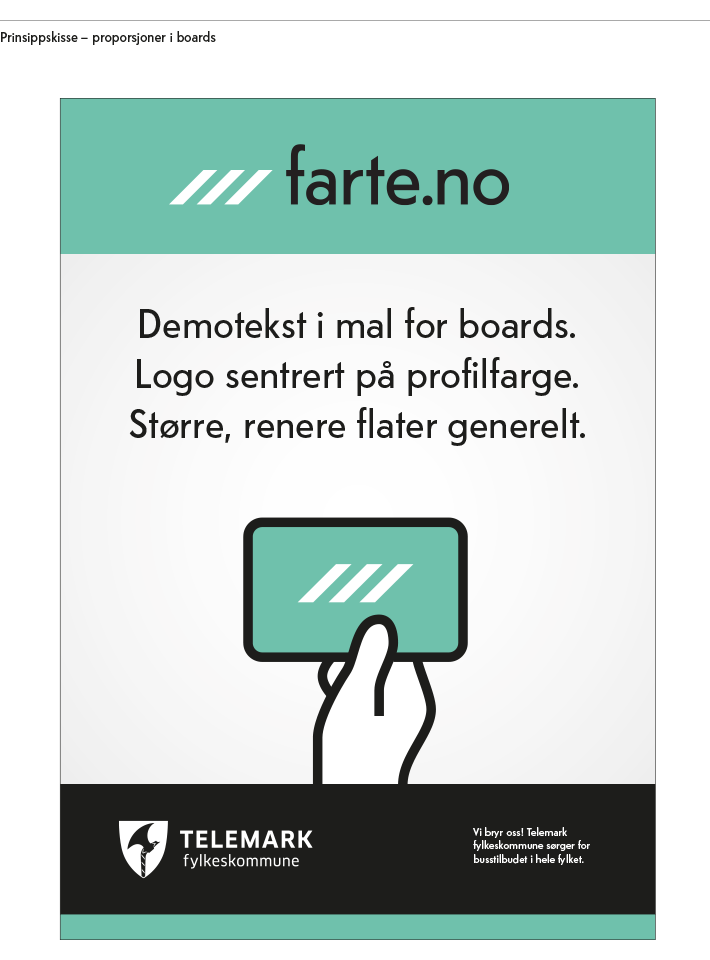 Prinsippskisse – proporsjoner i boards
farte.no
Demotekst i mal for boards.
Logo sentrert på profilfarge.
Større, renere flater generelt.
TELEMARK
fylkeskommune
Vi bryr oss! Telemark
fylkeskommune sørger for
busstilbudet i hele fylket.